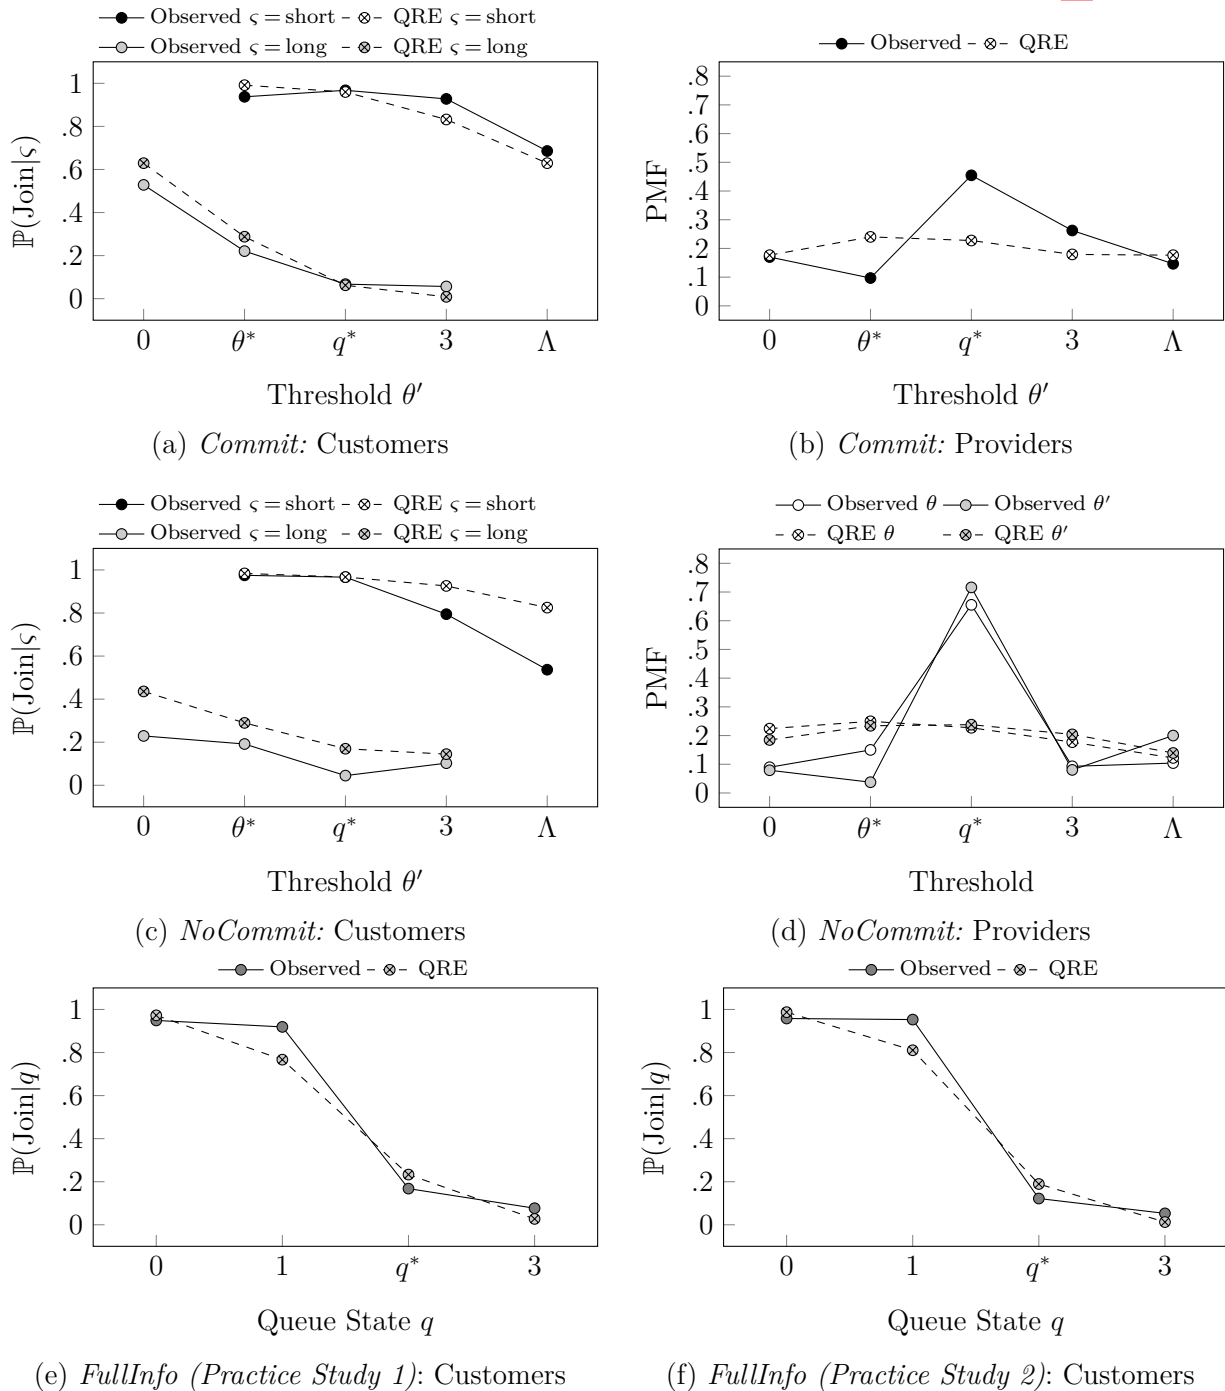 Observed ς = short QRE ς = short
Observed ς = long QRE ς = long
1
.8
.6
.4
.2
0
ℙ(Join|ς)
0 θ* q* 3 Λ
Threshold θ′
(a) Commit: Customers
Observed QRE
.8
.7
.6
.5
.4
.3
.2
.1
0
PMF
0 θ* q* 3 Λ
Threshold θ′
(b) Commit: Providers
Observed ς = short QRE ς = short
Observed ς = long QRE ς = long
1
.8
.6
.4
.2
0
ℙ(Join|ς)
0 θ* q* 3 Λ
Threshold θ′
(c) NoCommit: Customers
Observed θ Observed θ′
QRE θ QRE θ′
.8
.7
.6
.5
.4
.3
.2
.1
0
PMF
0 θ* q* 3 Λ
Threshold
(d) NoCommit: Providers
Observed QRE
1
.8
.6
.4
.2
0
ℙ(Join|q)
0 1 q* 3
Queue State q
(e) FullInfo (Practice Study 1): Customers
Observed QRE
1
.8
.6
.4
.2
0
ℙ(Join|q)
0 1 q* 3
Queue State q
(f) FullInfo (Practice Study 2): Customers